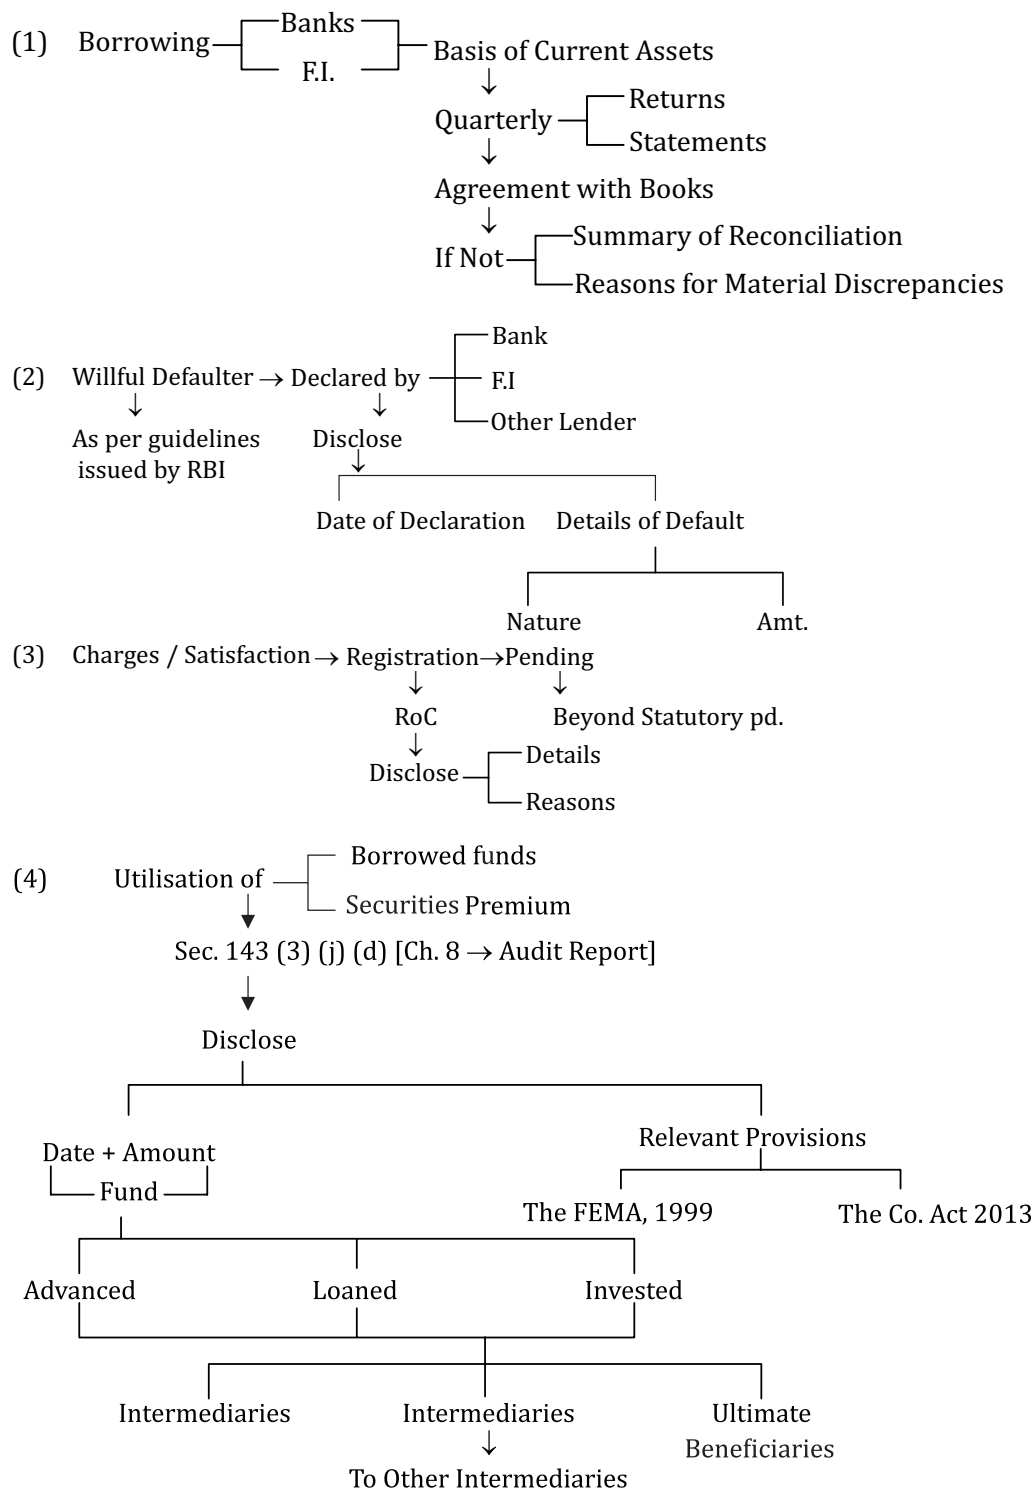 (1) Borrowing Banks
F.I.
Basis of Current Assets
Quarterly
Returns
Statements
Agreement with Books
If Not
Summary of Reconciliation
Reasons for Material Discrepancies
(2) Willful Defaulter → Declared by
Bank
F.I
Other Lender
As per guidelines
issued by RBI
Disclose
Date of Declaration Details of Default
Nature Amt.
(3) Charges / Satisfaction → Registration → Pending
RoC Beyond Statutory pd.
Disclose
Details
Reasons
(4) Utilisation of
Borrowed funds
Securities Premium
Sec. 143 (3) (j) (d) [Ch. 8 → Audit Report]
Disclose
Date + Amount
Fund
Relevant Provisions
The FEMA, 1999 The Co. Act 2013
Advanced Loaned Invested
Intermediaries Intermediaries Ultimate
Beneficiaries
To Other Intermediaries